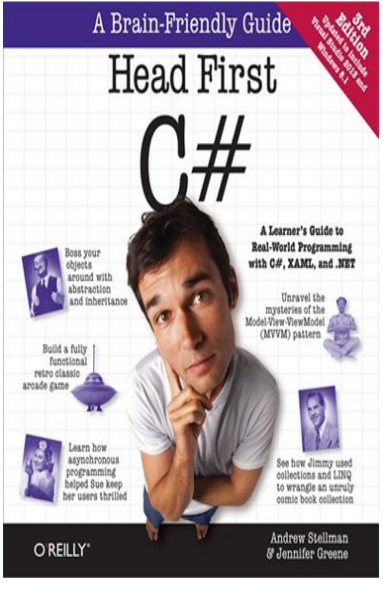 A Brain-Friendly Guide
3rd
Edition
Updated to include
Visual Studio 2013 and
Windows 8.1
Head First
C#
A Learner's Guide to
Real-World Programming
with C#, XAML, and .NET
Boss your
objects
around with
abstraction
and inheritance
Unravel the
mysteries of the
Model-View-ViewModel
(MVVM) pattern
Build a fully
functional
retro classic
arcade game
Learn how
asynchronous
programming
helped Sue keep
her users thrilled
See how Jimmy used
collections and LINQ
to wrangle an unruly
comic book collection
O'REILLY®
Andrew Stellman
& Jennifer Greene